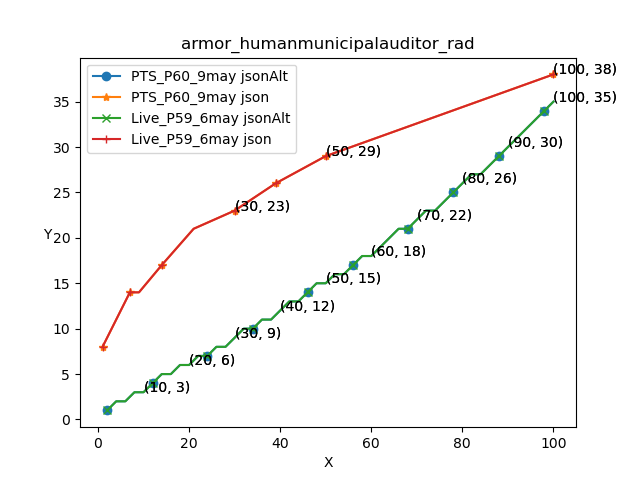 armor_humanmunicipalauditor_rad
PTS_P60_9may jsonAlt
PTS_P60_9may json
Live_P59_6may jsonAlt
Live_P59_6may json
(100, 38)
(100, 35)
(50, 29)
(90, 30)
(80, 26)
(30, 23)
(70, 22)
(60, 18)
(50, 15)
(40, 12)
(30, 9)
(20, 6)
(10, 3)
35
30
25
20
15
10
5
0
Y
0 20 40 60 80 100
X